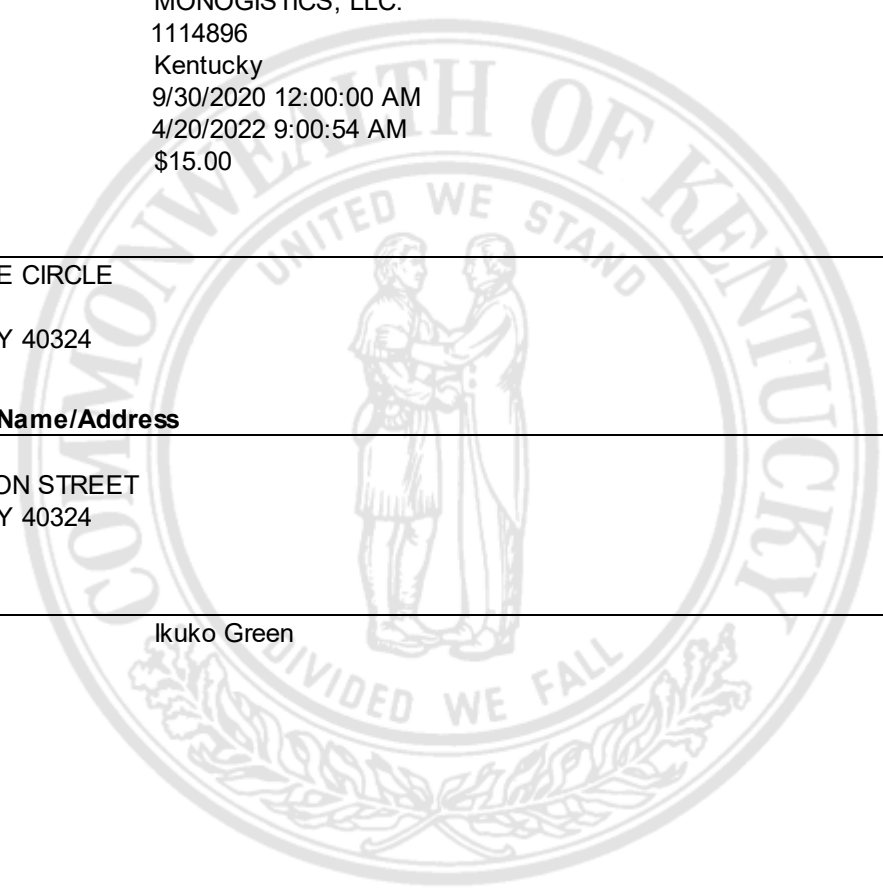 MONOGISTICS, LLC.
1114896
Kentucky
9/30/2020 12:00:00 AM
4/20/2022 9:00:54 AM
$15.00
E CIRCLE
Y 40324
Name/Address
ON STREET
Y 40324
Ikuko Green
COMMONWEALTH OF KENTUCKY
UNITED WE STAND
DIVIDED WE FALL